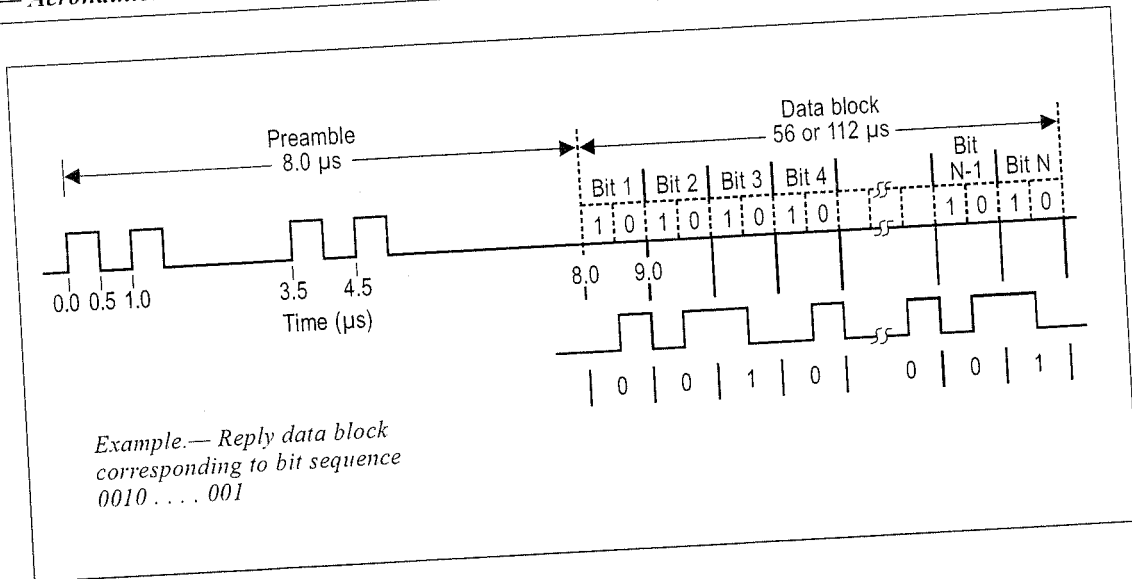 Preamble
8.0 µs
Data block
56 or 112 µs
Bit 1 Bit 2 Bit 3 Bit 4 Bit N-1 Bit N
1 0 1 0 1 0 1 0 1 0 1 0
0.0 0.5 1.0 3.5 4.5 8.0 9.0
Time (µs)
0 0 1 0 0 0 1
Example.— Reply data block
corresponding to bit sequence
0010 . . . . 001